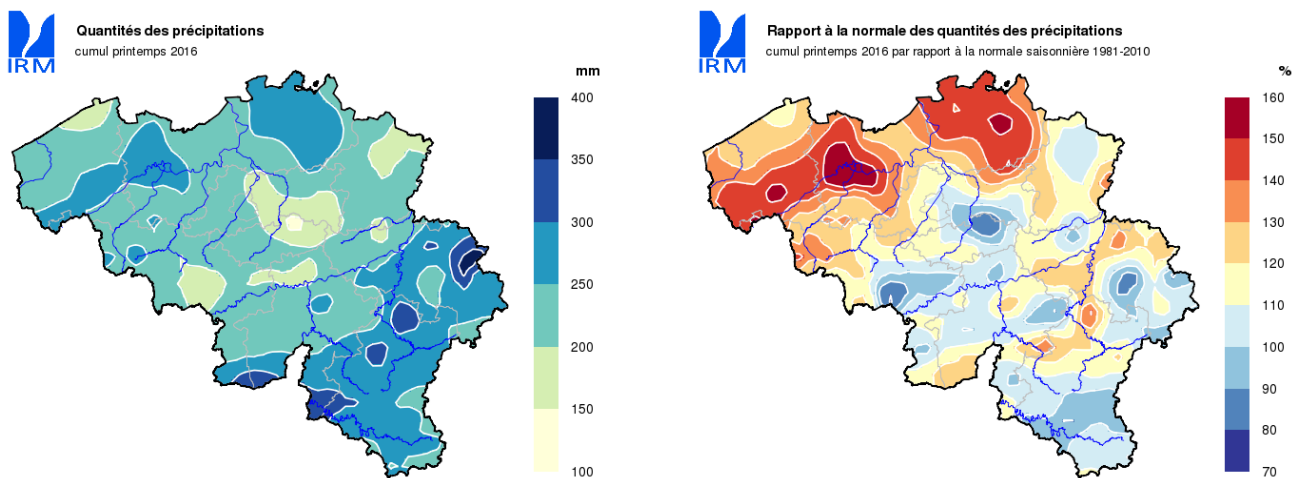 Quantités des précipitations
cumul printemps 2016
IRM
mm
400
350
300
250
200
150
100
Rapport à la normale des quantités des précipitations
cumul printemps 2016 par rapport à la normale saisonnière 1981-2010
IRM
%
160
150
140
130
120
110
100
90
80
70